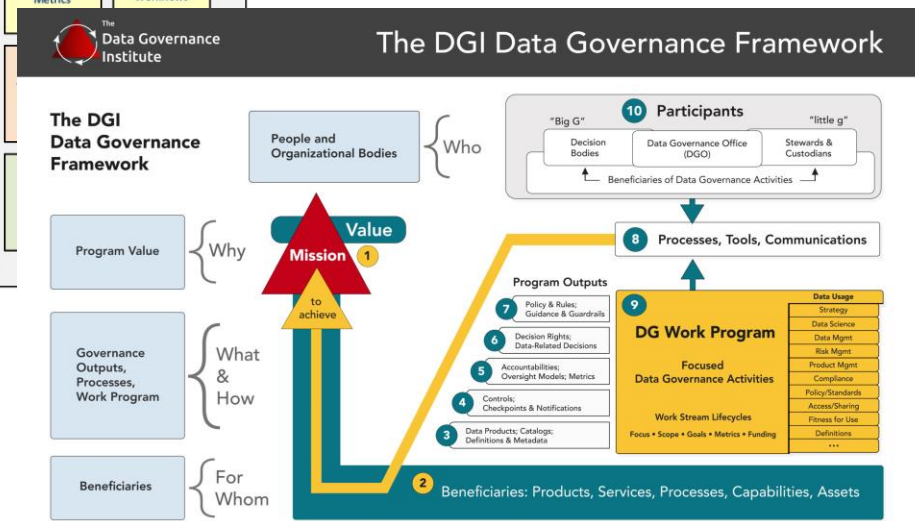 Metrics
The
Data Governance
Institute
The DGI Data Governance Framework
The DGI
Data Governance
Framework
People and
Organizational Bodies
Who
Program Value
Why
Governance
Outputs,
Processes,
Work Program
What
&
How
Beneficiaries
For
Whom
Value
Mission
1
to
achieve
10 Participants
"Big G"
"little g"
Decision
Bodies
Data Governance Office
(DGO)
Stewards &
Custodians
Beneficiaries of Data Governance Activities
8 Processes, Tools, Communications
Program Outputs
7 Policy & Rules;
Guidance & Guardrails
6 Decision Rights;
Data-Related Decisions
5 Accountabilities;
Oversight Models; Metrics
4 Controls;
Checkpoints & Notifications
3 Data Products; Catalogs;
Definitions & Metadata
9
DG Work Program
Focused
Data Governance Activities
Work Stream Lifecycles
Focus • Scope • Goals • Metrics • Funding
Data Usage
Strategy
Data Science
Data Mgmt
Risk Mgmt
Product Mgmt
Compliance
Policy/Standards
Access/Sharing
Fitness for Use
Definitions
•••
2 Beneficiaries: Products, Services, Processes, Capabilities, Assets